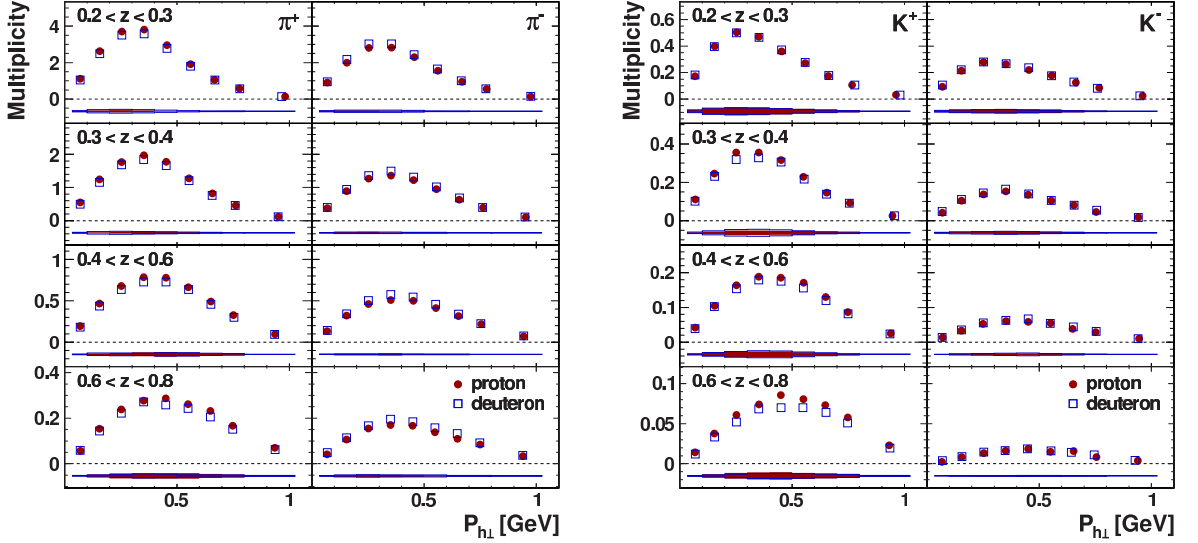 Multiplicity
0.2 < z < 0.3 π⁺ π⁻
4
3
2
1
0
0.3 < z < 0.4
2
1
0
0.4 < z < 0.6
1
0.5
0
0.6 < z < 0.8
0.4
0.2
0
proton
deuteron
0.5 1 0.5 1
P_h⊥ [GeV]
Multiplicity
0.2 < z < 0.3 K⁺ K⁻
0.6
0.4
0.2
0
0.3 < z < 0.4
0.4
0.2
0
0.4 < z < 0.6
0.2
0.1
0
0.6 < z < 0.8
0.1
0.05
0
proton
deuteron
0.5 1 0.5 1
P_h⊥ [GeV]